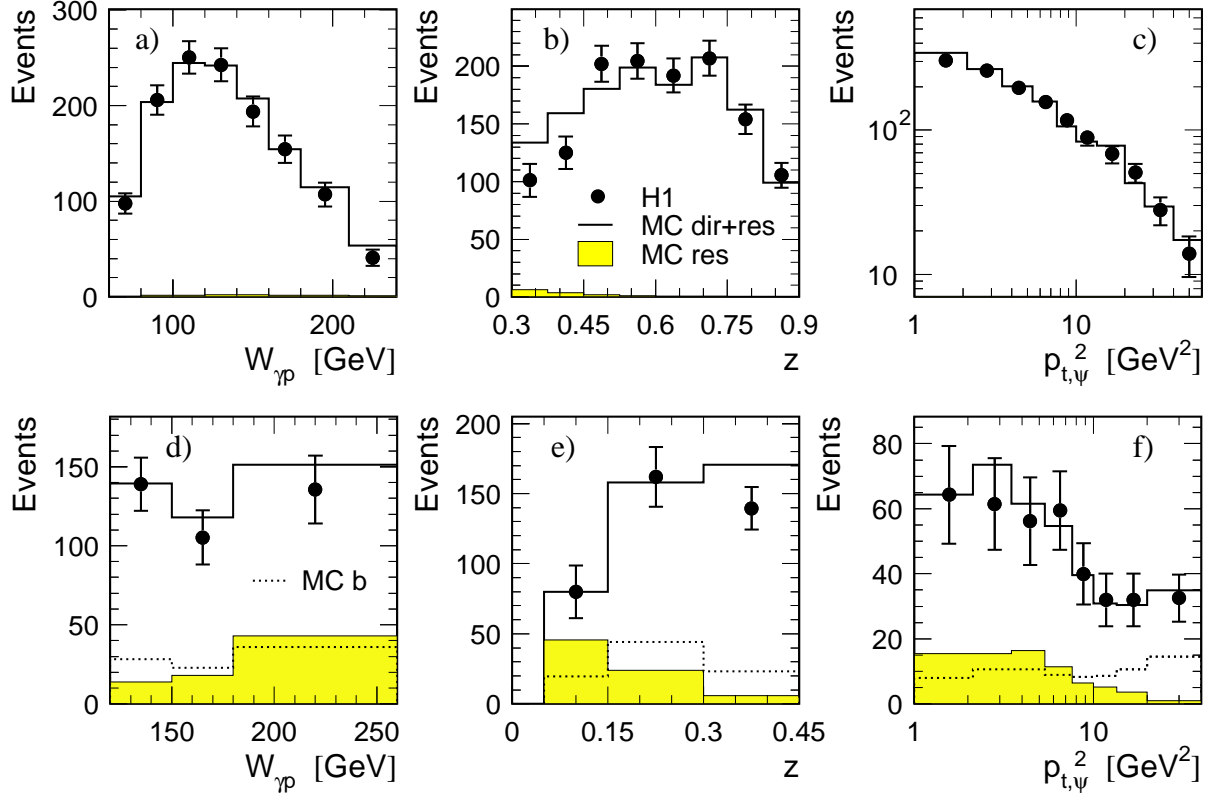 Events
a)
300
250
200
150
100
50
0
100
200
W_γp [GeV]
Events
b)
200
150
100
50
0
H1
MC dir+res
MC res
0.3
0.45
0.6
0.75
0.9
z
Events
c)
10^2
10
1
10
p_t,ψ^2 [GeV^2]
Events
d)
150
100
50
0
MC b
150
200
250
W_γp [GeV]
Events
e)
200
150
100
50
0
0
0.15
0.3
0.45
z
Events
f)
80
60
40
20
0
1
10
p_t,ψ^2 [GeV^2]